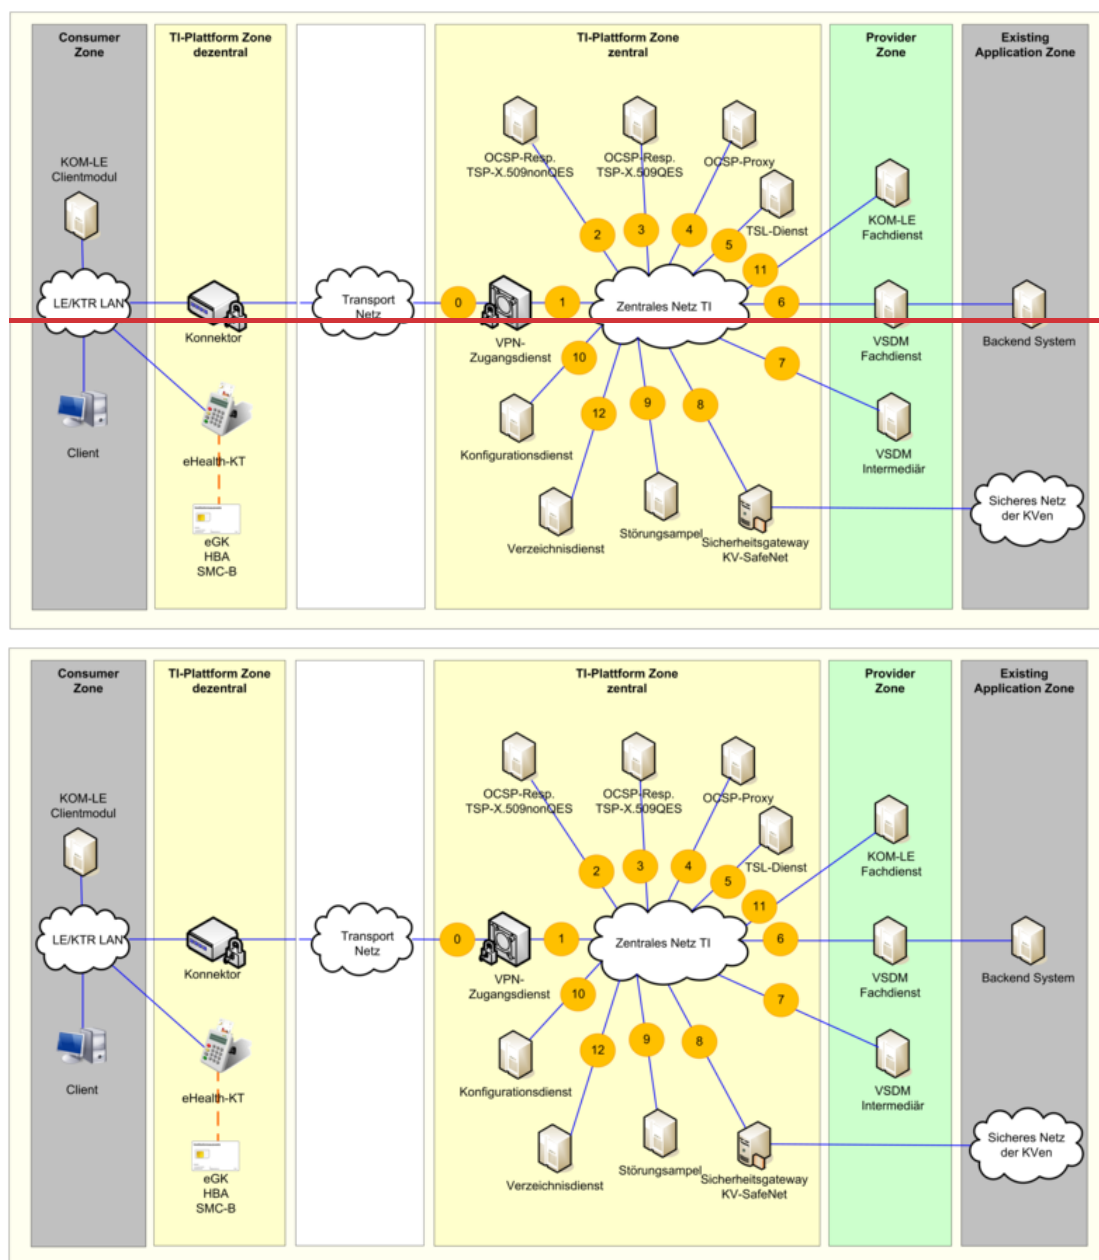 Consumer
Zone
TI-Plattform Zone
dezentral
TI-Plattform Zone
zentral
Provider
Zone
Existing
Application Zone
OCSP-Resp.
TSP-X.509nonQES
OCSP-Resp.
TSP-X.509QES
OCSP-Proxy
KOM-LE
Clientmodul
KOM-LE
Fachdienst
TSL-Dienst
2
3
4
5
11
LE/KTR LAN
Konnektor
Transport
Netz
0
VPN-
Zugangsdienst
1
Zentrales Netz TI
6
VSDM
Fachdienst
Backend System
10
7
12
9
8
Client
eHealth-KT
Konfigurationsdienst
VSDM
Intermediär
Sicheres Netz
der KVen
eGK
HBA
SMC-B
Verzeichnisdienst
Störungsampel
Sicherheitsgateway
KV-SafeNet
Consumer
Zone
TI-Plattform Zone
dezentral
TI-Plattform Zone
zentral
Provider
Zone
Existing
Application Zone
OCSP-Resp.
TSP-X.509nonQES
OCSP-Resp.
TSP-X.509QES
OCSP-Proxy
KOM-LE
Clientmodul
KOM-LE
Fachdienst
TSL-Dienst
2
3
4
5
11
LE/KTR LAN
Konnektor
Transport
Netz
0
VPN-
Zugangsdienst
1
Zentrales Netz TI
6
VSDM
Fachdienst
Backend System
10
7
12
9
8
Client
eHealth-KT
Konfigurationsdienst
VSDM
Intermediär
Sicheres Netz
der KVen
eGK
HBA
SMC-B
Verzeichnisdienst
Störungsampel
Sicherheitsgateway
KV-SafeNet